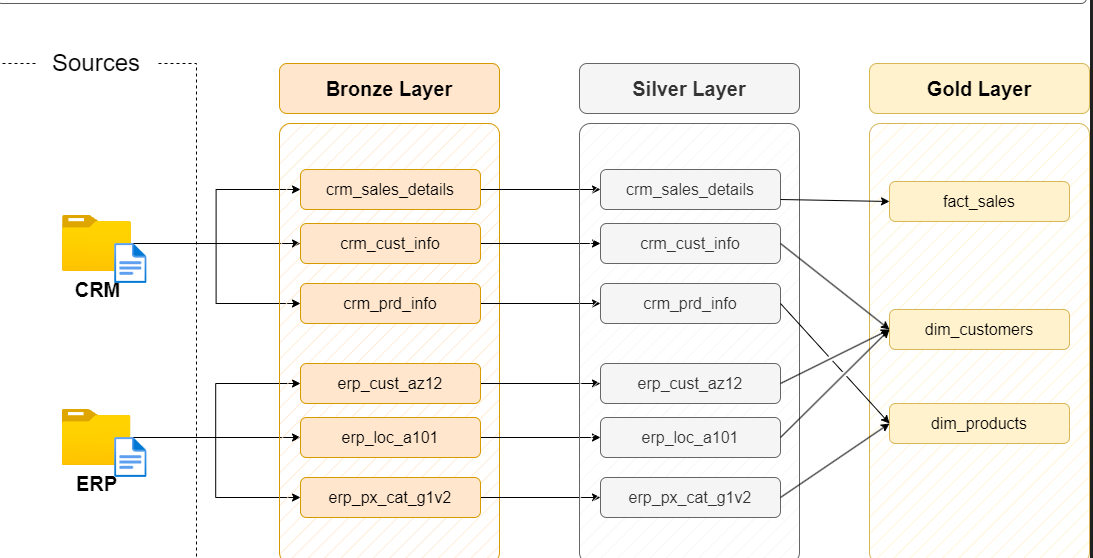 Sources
Bronze Layer
Silver Layer
Gold Layer
crm_sales_details
crm_sales_details
fact_sales
crm_cust_info
crm_cust_info
CRM
crm_prd_info
crm_prd_info
dim_customers
erp_cust_az12
erp_cust_az12
dim_products
erp_loc_a101
erp_loc_a101
ERP
erp_px_cat_g1v2
erp_px_cat_g1v2